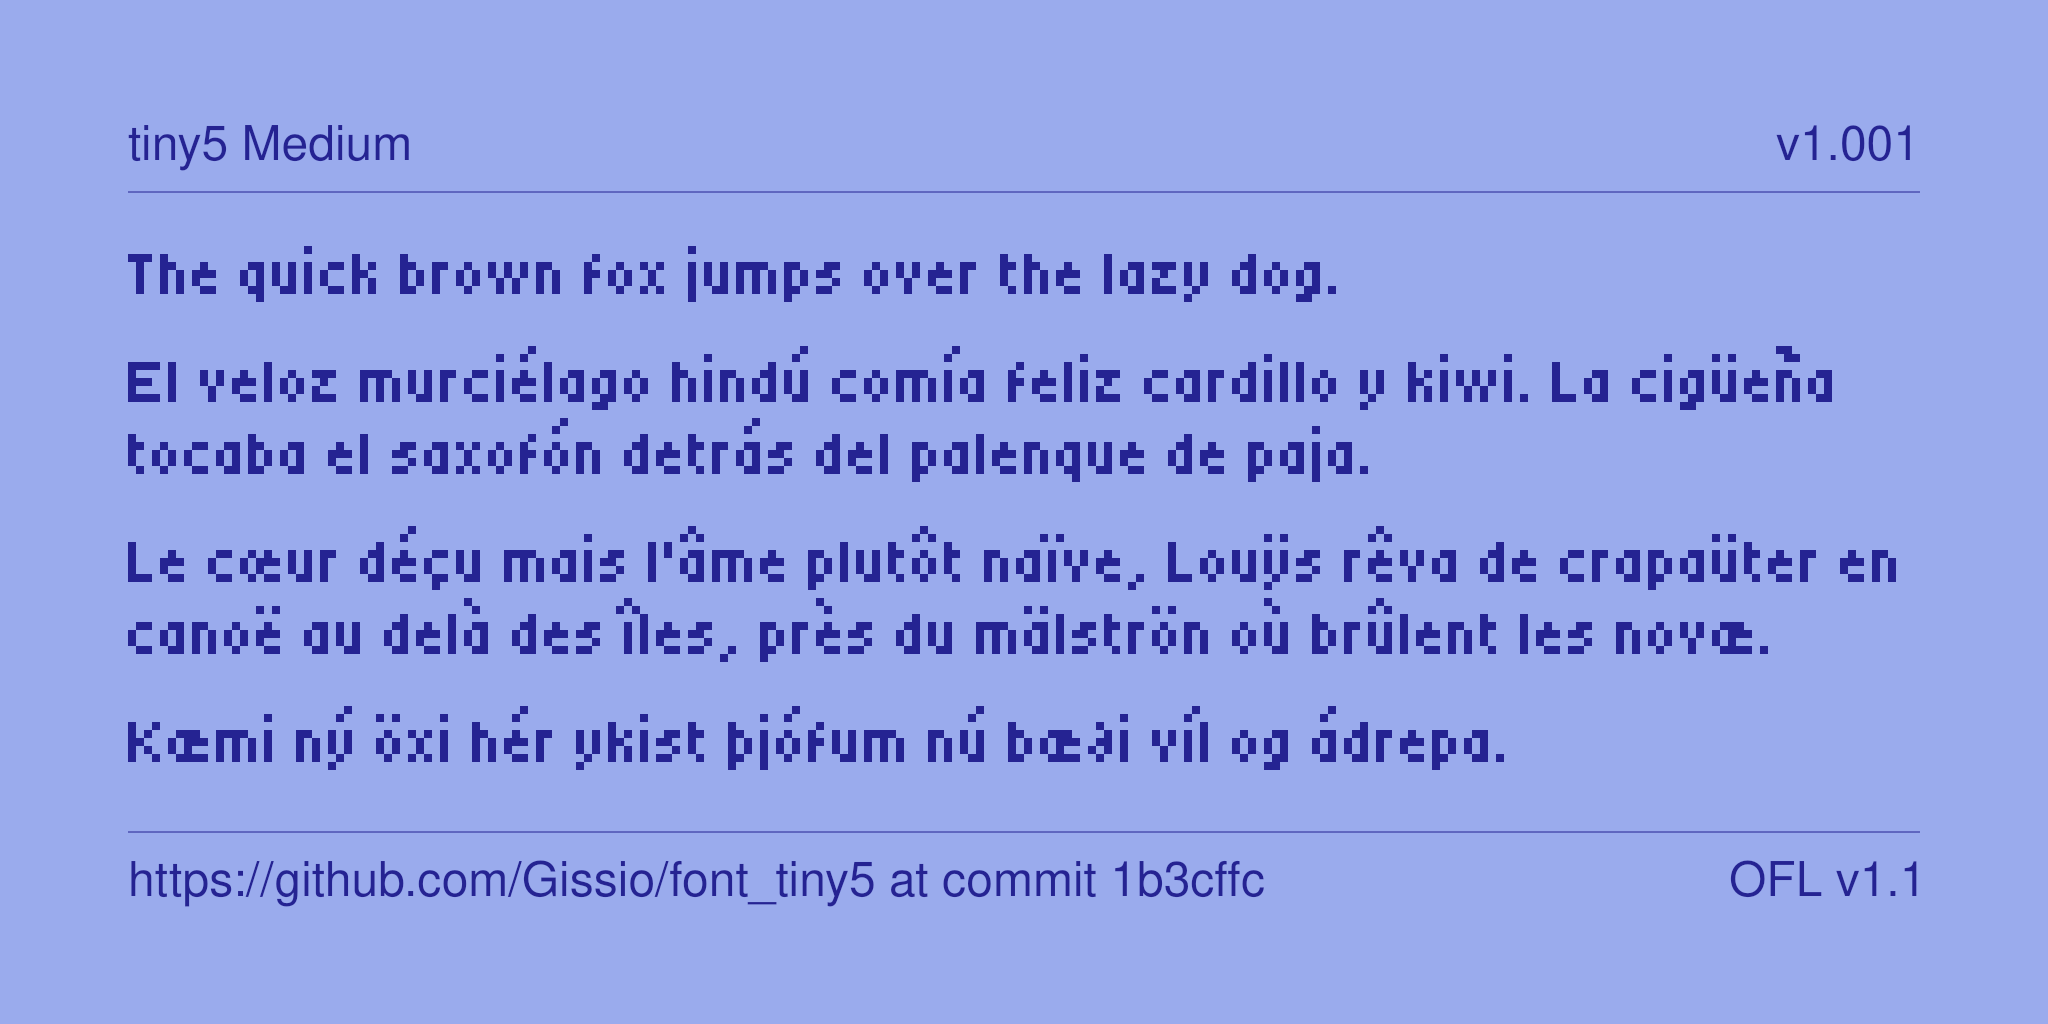 tiny5 Medium
v1.001
The quick brown fox jumps over the lazy dog.
El veloz murciélago hindú comía feliz cardillo y kiwi. La cigüeña
tocaba el saxofón detrás del palenque de paja.
Le cœur déçu mais l'âme plutôt naïve, Louÿs rêva de crapaüter en
canoë au delà des îles, près du mälströn où brûlent les novæ.
Kæmi ný öxi hér ykist þjófum nú bæði víl og ádrepa.
https://github.com/Gissio/font_tiny5 at commit 1b3cffc
OFL v1.1